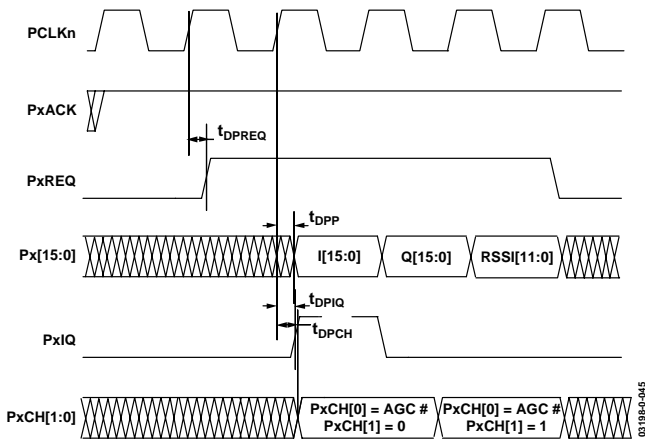 PCLKn
PxACK
tDPREQ
PxREQ
tDPP
Px[15:0]
I[15:0]
Q[15:0]
RSSI[11:0]
tDPIQ
tDPCH
PxIQ
PxCH[1:0]
PxCH[0] = AGC #
PxCH[1] = 0
PxCH[0] = AGC #
PxCH[1] = 1
03198-0-045